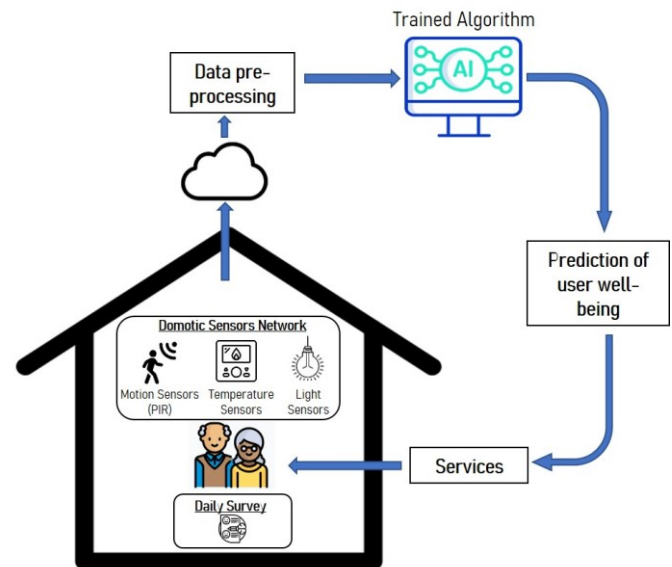 Trained Algorithm
AI
Data pre-
processing
Prediction of
user well-
being
Domotic Sensors Network
Motion Sensors
(PIR)
Temperature
Sensors
Light
Sensors
Services
Daily Survey